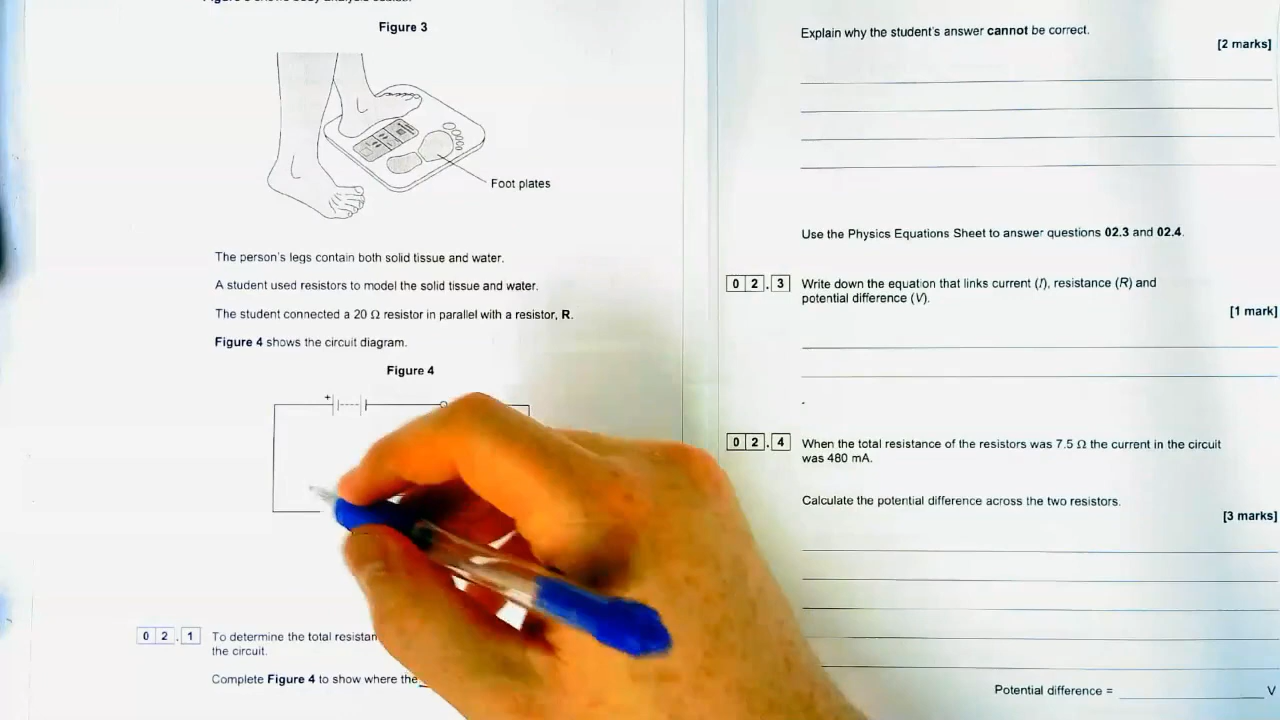 Figure 3
Foot plates
The person's legs contain both solid tissue and water.
A student used resistors to model the solid tissue and water.
The student connected a 20 Ω resistor in parallel with a resistor, R.
Figure 4 shows the circuit diagram.
Figure 4
+
0 2 . 1 To determine the total
the circuit.
Complete Figure 4 to show where the
Explain why the student's answer cannot be correct.
[2 marks]
Use the Physics Equations Sheet to answer questions 02.3 and 02.4.
0 2 . 3 Write down the equation that links current (I), resistance (R) and
potential difference (V).
[1 mark]
0 2 . 4 When the total resistance of the resistors was 7.5 Ω the current in the circuit
was 480 mA.
Calculate the potential difference across the two resistors.
[3 marks]
Potential difference = V